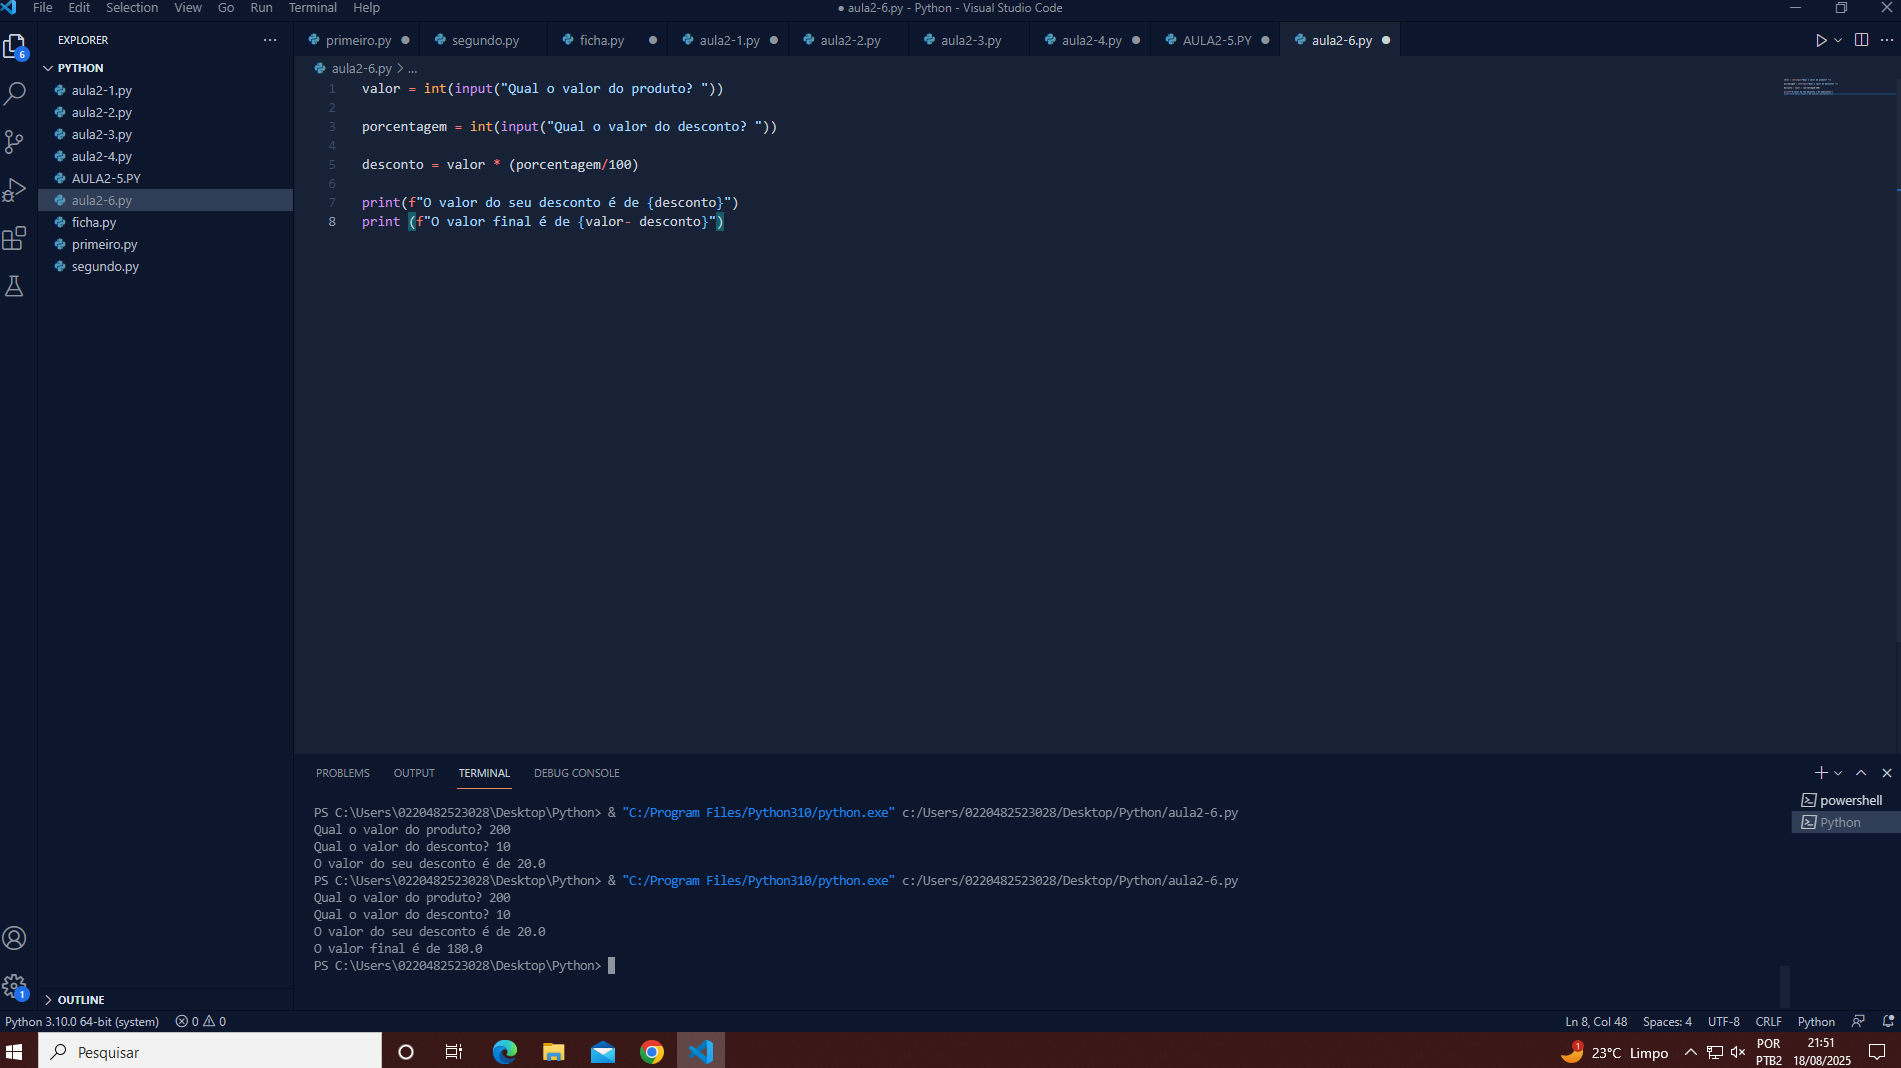 File Edit Selection View Go Run Terminal Help
● aula2-6.py - Python - Visual Studio Code
EXPLORER
primeiro.py ● segundo.py ficha.py ● aula2-1.py ● aula2-2.py aula2-3.py aula2-4.py ● AULA2-5.PY ● aula2-6.py ●
6
PYTHON
aula2-1.py
aula2-2.py
aula2-3.py
aula2-4.py
AULA2-5.PY
aula2-6.py
ficha.py
primeiro.py
segundo.py
aula2-6.py > ...
1 valor = int(input("Qual o valor do produto? "))
2
3 porcentagem = int(input("Qual o valor do desconto? "))
4
5 desconto = valor * (porcentagem/100)
6
7 print(f"O valor do seu desconto é de {desconto}")
8 print (f"O valor final é de {valor- desconto}")
PROBLEMS OUTPUT TERMINAL DEBUG CONSOLE
powershell
Python
PS C:\Users\0220482523028\Desktop\Python> & "C:/Program Files/Python310/python.exe" c:/Users/0220482523028/Desktop/Python/aula2-6.py
Qual o valor do produto? 200
Qual o valor do desconto? 10
O valor do seu desconto é de 20.0
PS C:\Users\0220482523028\Desktop\Python> & "C:/Program Files/Python310/python.exe" c:/Users/0220482523028/Desktop/Python/aula2-6.py
Qual o valor do produto? 200
Qual o valor do desconto? 10
O valor do seu desconto é de 20.0
O valor final é de 180.0
PS C:\Users\0220482523028\Desktop\Python>
1
OUTLINE
Python 3.10.0 64-bit (system) 0 0
Ln 8, Col 48 Spaces: 4 UTF-8 CRLF Python
Pesquisar
1
23°C Limpo
POR
PTB2
21:51
18/08/2025